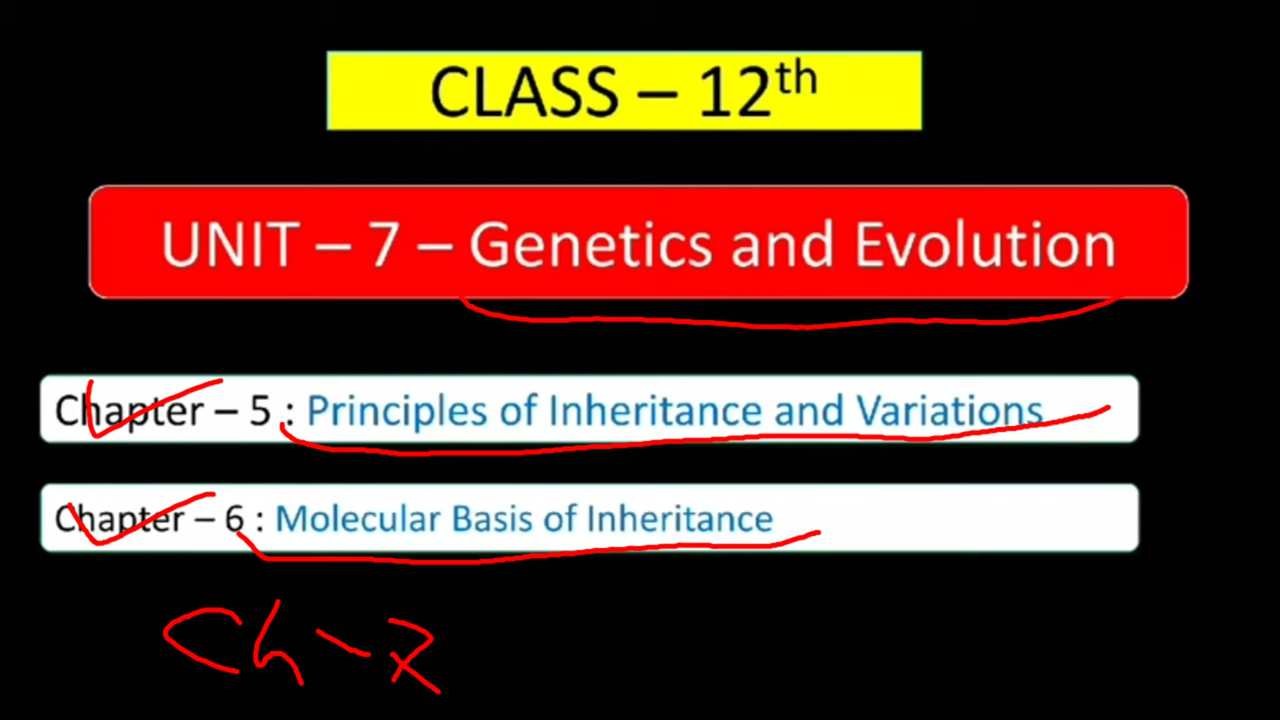 CLASS – 12th
UNIT – 7 – Genetics and Evolution
Chapter – 5 : Principles of Inheritance and Variations
Chapter – 6 : Molecular Basis of Inheritance
Ch – 7